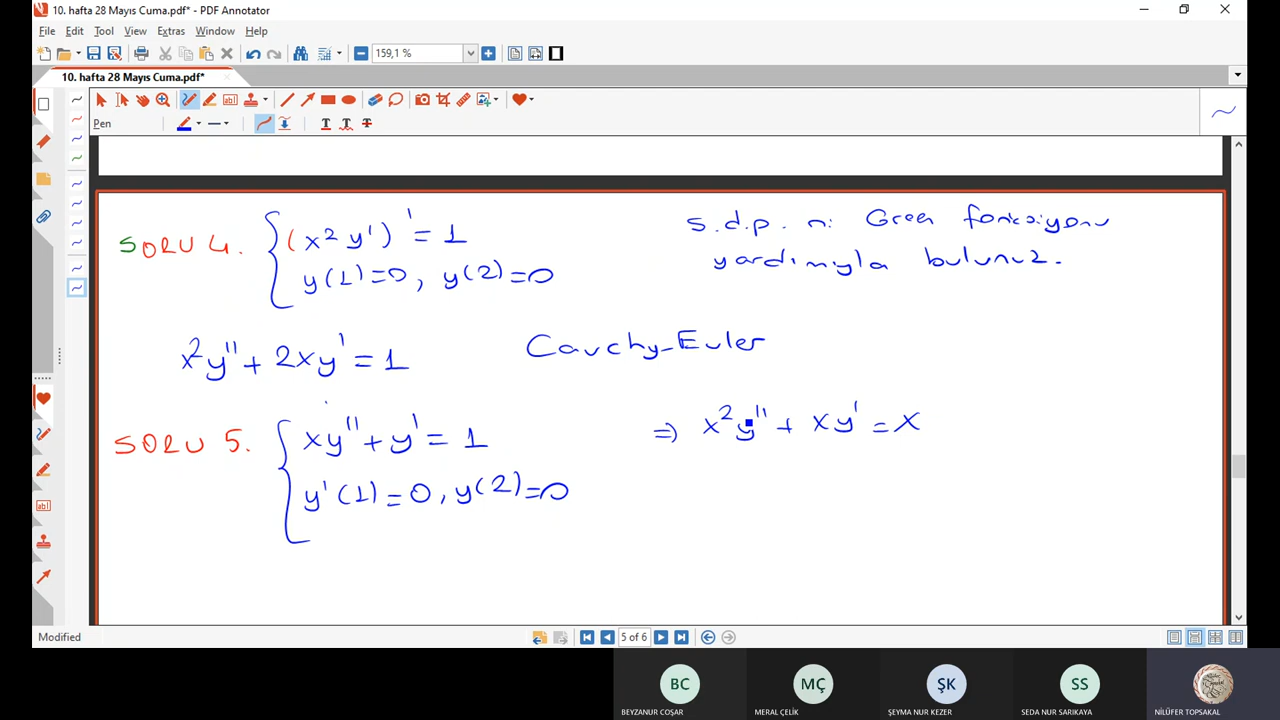 10. hafta 28 Mayıs Cuma.pdf* - PDF Annotator
File Edit Tool View Extras Window Help
159,1 %
10. hafta 28 Mayıs Cuma.pdf*
Pen
SORU 4. (x² y')' = 1
y(1)=0, y(2)=0
s.d.p. ni Green fonksiyonu
yardımıyla bulunuz.
x²y'' + 2xy' = 1 Cauchy-Euler
SORU 5. xy'' + y' = 1 ⇒ x²y'' + xy' = x
y'(1) = 0, y(2)=0
Modified
5 of 6
BC MÇ ŞK SS
BEYZANUR COŞAR MERAL ÇELİK ŞEYMA NUR KEZER SEDA NUR SARIKAYA NİLÜFER TOPSAKAL